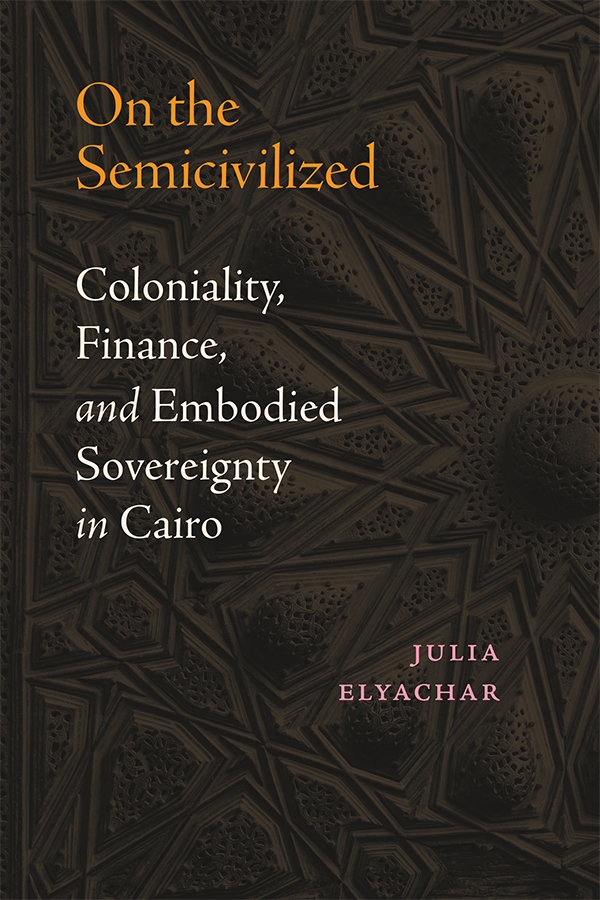 On the
Semicivilized
Coloniality,
Finance,
and Embodied
Sovereignty
in Cairo
JULIA
ELYACHAR